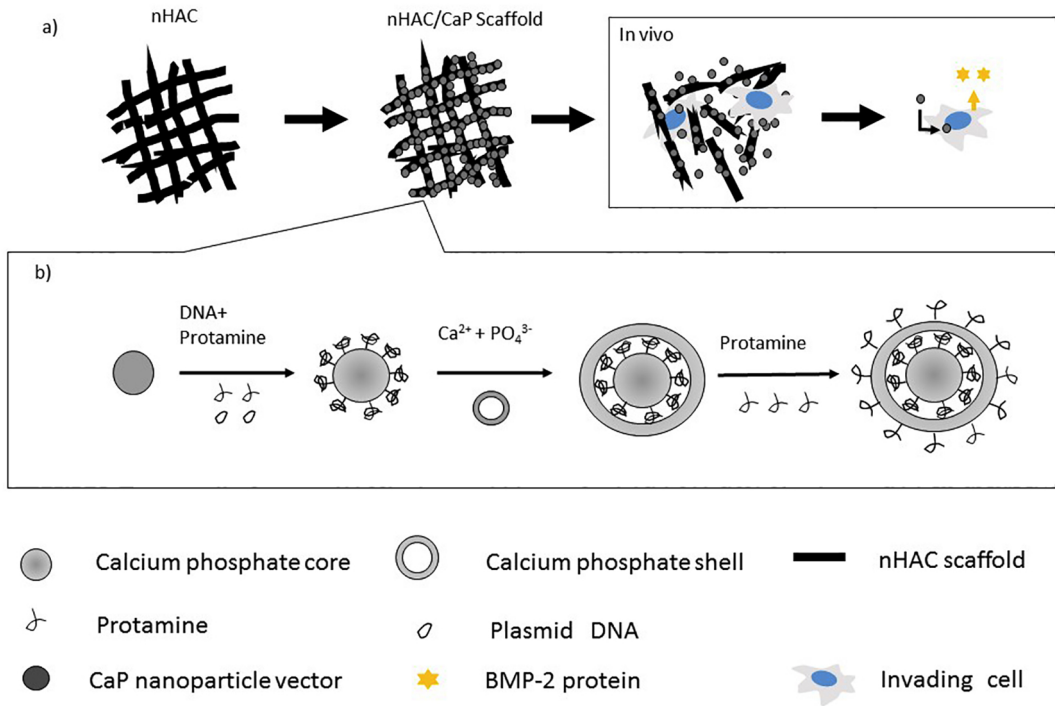 a)
nHAC
nHAC/CaP Scaffold
In vivo
b)
DNA+
Protamine
Ca²⁺ + PO₄³⁻
Protamine
Calcium phosphate core
Calcium phosphate shell
nHAC scaffold
Protamine
Plasmid DNA
CaP nanoparticle vector
BMP-2 protein
Invading cell